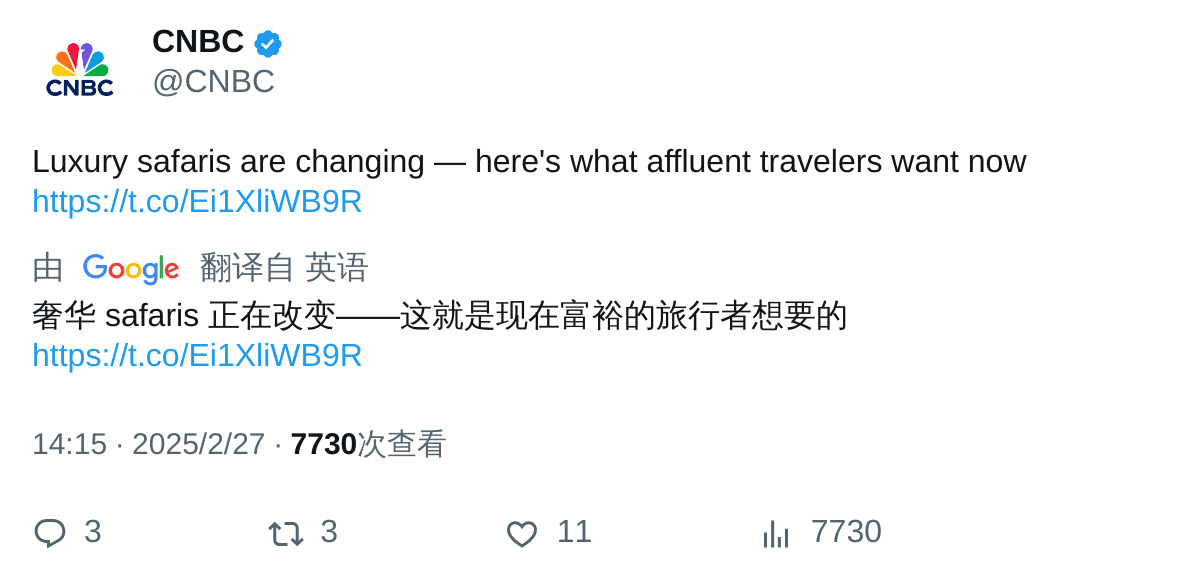 CNBC
CNBC
@CNBC
Luxury safaris are changing — here's what affluent travelers want now
https://t.co/Ei1XliWB9R
由 Google 翻译自 英语
奢华 safaris 正在改变——这就是现在富裕的旅行者想要的
https://t.co/Ei1XliWB9R
14:15 · 2025/2/27 · 7730次查看
3 3 11 7730